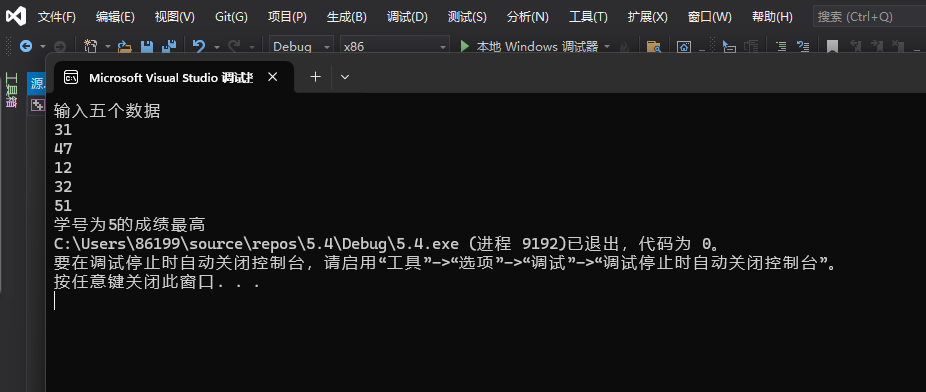 文件(F) 编辑(E) 视图(V) Git(G) 项目(P) 生成(B) 调试(D) 测试(S) 分析(N) 工具(T) 扩展(X) 窗口(W) 帮助(H) 搜索 (Ctrl+Q)
Debug x86 本地 Windows 调试器
工具箱
源
Microsoft Visual Studio 调试
输入五个数据
31
47
12
32
51
学号为5的成绩最高
C:\Users\86199\source\repos\5.4\Debug\5.4.exe (进程 9192)已退出，代码为 0。
要在调试停止时自动关闭控制台，请启用“工具”->“选项”->“调试”->“调试停止时自动关闭控制台”。
按任意键关闭此窗口. . .